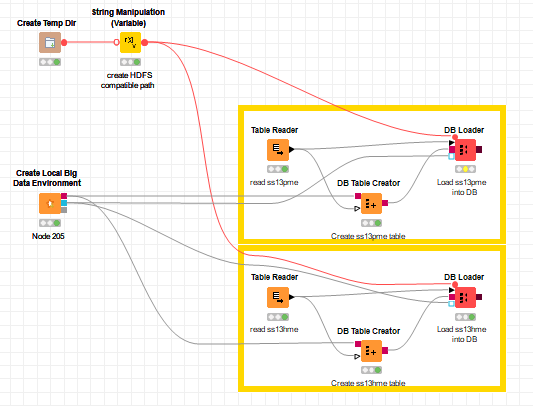 Create Temp Dir
String Manipulation
(Variable)
create HDFS
compatible path
Table Reader
DB Loader
read ss13pme
DB Table Creator
Load ss13pme
into DB
Create ss13pme table
Create Local Big
Data Environment
Node 205
Table Reader
DB Loader
read ss13hme
DB Table Creator
Load ss13hme
into DB
Create ss13hme table